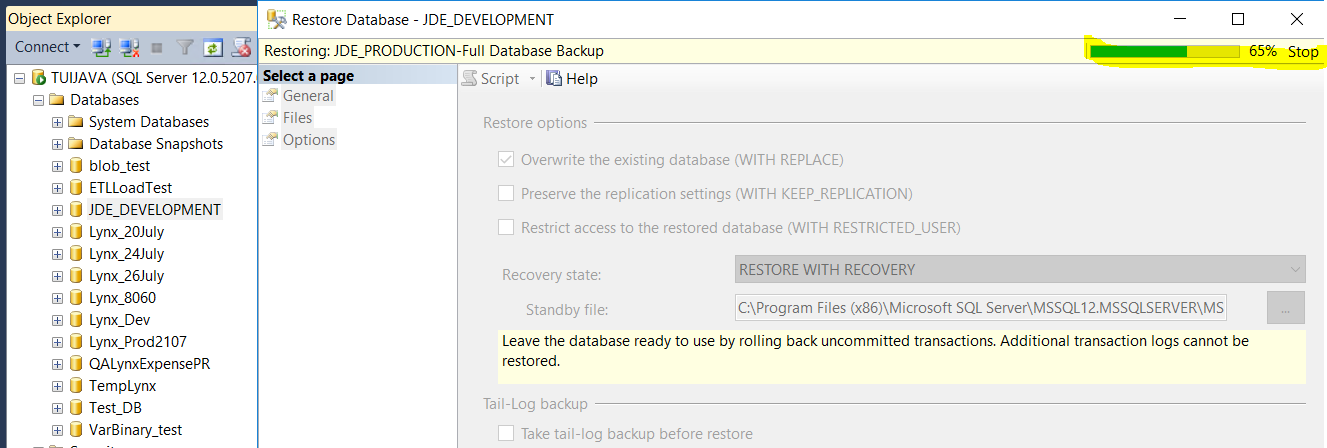 Object Explorer
Connect
TUIJAVA (SQL Server 12.0.5207.
Databases
System Databases
Database Snapshots
blob_test
ETLLoadTest
JDE_DEVELOPMENT
Lynx_20July
Lynx_24July
Lynx_26July
Lynx_8060
Lynx_Dev
Lynx_Prod2107
QALynxExpensePR
TempLynx
Test_DB
VarBinary_test
Restore Database - JDE_DEVELOPMENT
Restoring: JDE_PRODUCTION-Full Database Backup
65% Stop
Select a page
General
Files
Options
Script
Help
Restore options
Overwrite the existing database (WITH REPLACE)
Preserve the replication settings (WITH KEEP_REPLICATION)
Restrict access to the restored database (WITH RESTRICTED_USER)
Recovery state: RESTORE WITH RECOVERY
Standby file: C:\Program Files (x86)\Microsoft SQL Server\MSSQL12.MSSQLSERVER\MS ...
Leave the database ready to use by rolling back uncommitted transactions. Additional transaction logs cannot be
restored.
Tail-Log backup
Take tail-log backup before restore